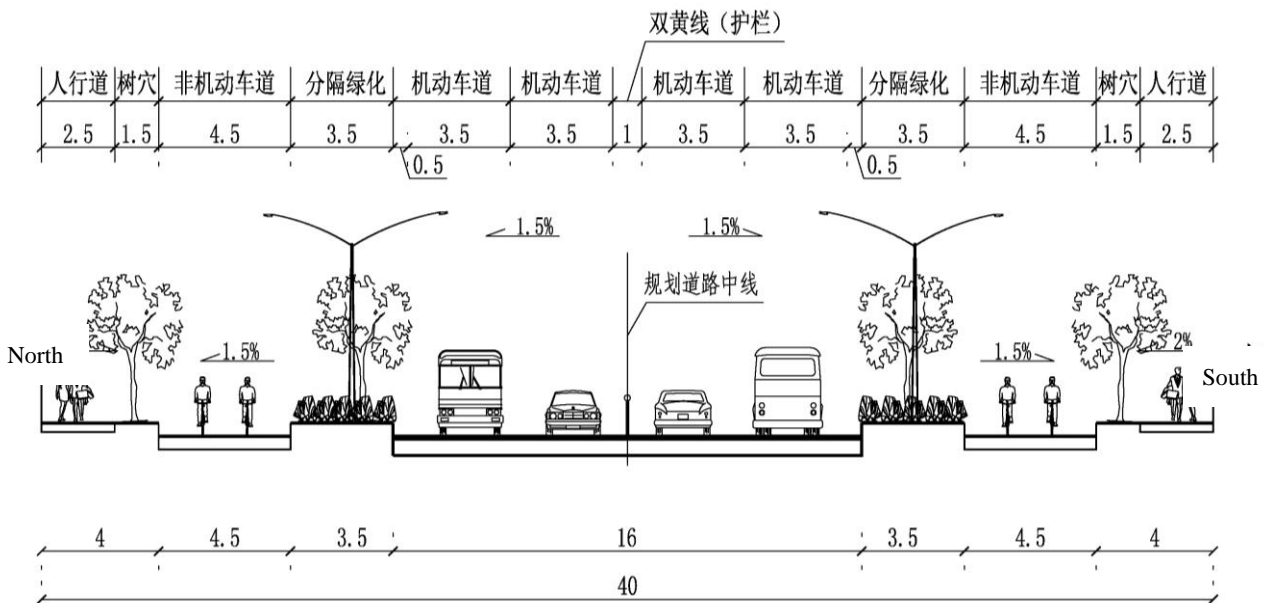 双黄线（护栏）
人行道 树穴 非机动车道 分隔绿化 机动车道 机动车道 机动车道 机动车道 分隔绿化 非机动车道 树穴 人行道
2.5 1.5 4.5 3.5 3.5 3.5 1 3.5 3.5 3.5 4.5 1.5 2.5
0.5 0.5
1.5% 1.5%
规划道路中线
North 1.5% 1.5% 2% South
4 4.5 3.5 16 3.5 4.5 4
40